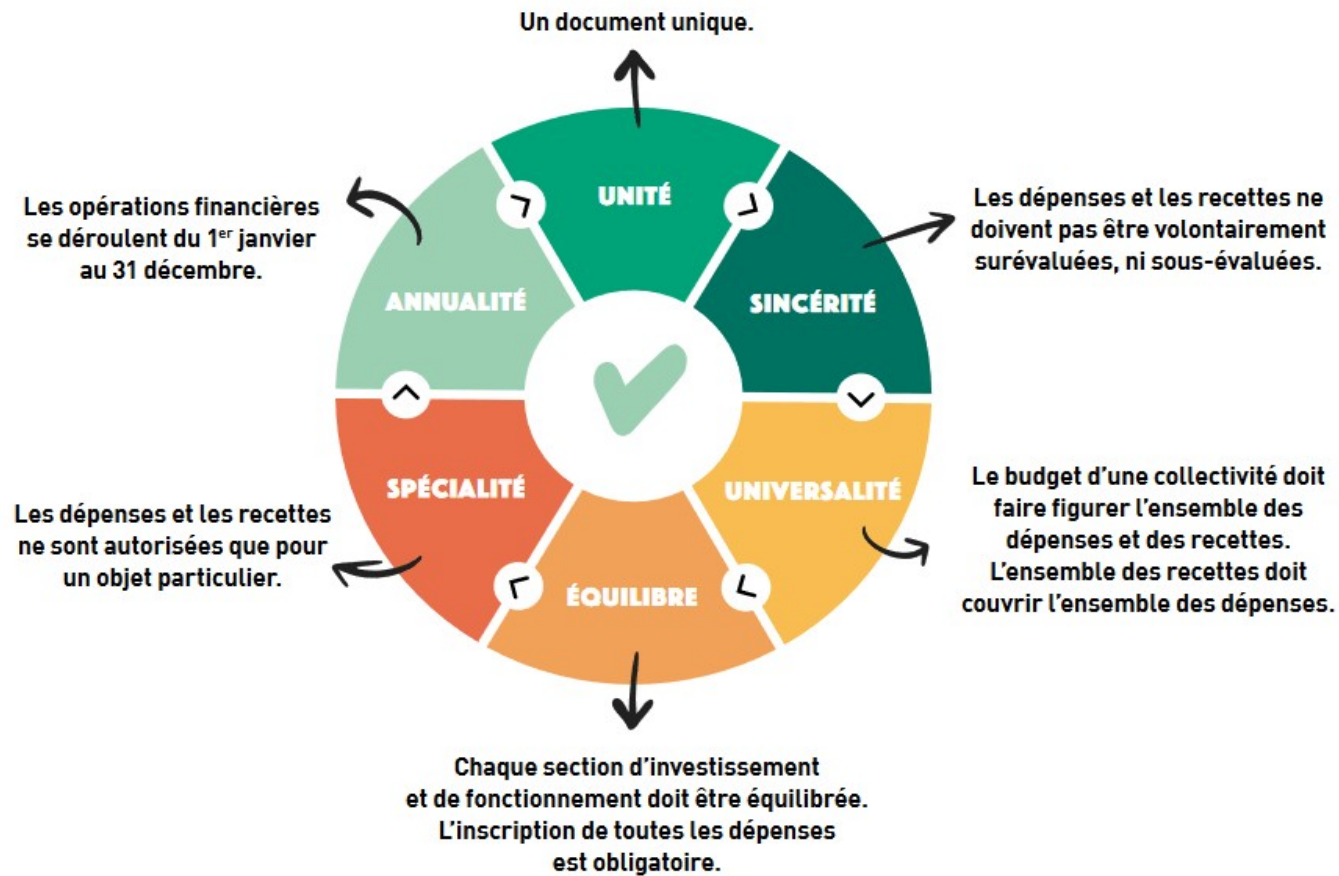 Un document unique.
UNITÉ
Les opérations financières
se déroulent du 1er janvier
au 31 décembre.
ANNUALITÉ
SINCÉRITÉ
Les dépenses et les recettes ne
doivent pas être volontairement
surévaluées, ni sous-évaluées.
Les dépenses et les recettes
ne sont autorisées que pour
un objet particulier.
SPÉCIALITÉ
UNIVERSALITÉ
Le budget d’une collectivité doit
faire figurer l’ensemble des
dépenses et des recettes.
L’ensemble des recettes doit
couvrir l’ensemble des dépenses.
ÉQUILIBRE
Chaque section d’investissement
et de fonctionnement doit être équilibrée.
L’inscription de toutes les dépenses
est obligatoire.